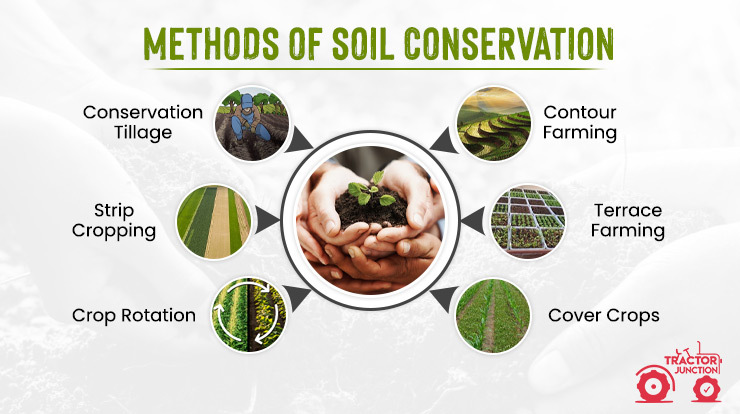 METHODS OF SOIL CONSERVATION
Conservation
Tillage
Contour
Farming
Strip
Cropping
Terrace
Farming
Crop Rotation
Cover Crops
TRACTOR
JUNCTION